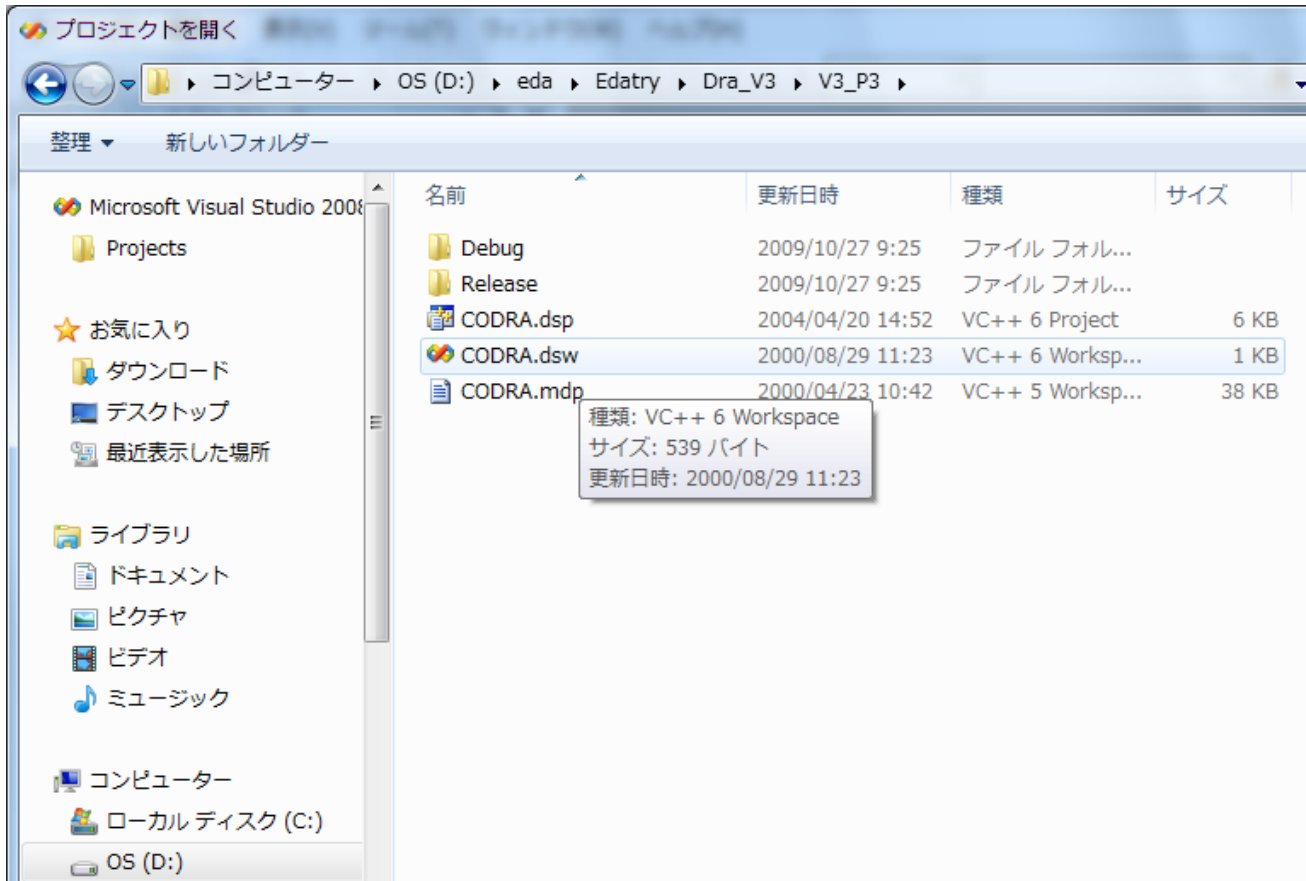 プロジェクトを開く
コンピューター OS (D:) eda Edatry Dra_V3 V3_P3
整理 新しいフォルダー
Microsoft Visual Studio 2008
Projects
お気に入り
ダウンロード
デスクトップ
最近表示した場所
ライブラリ
ドキュメント
ピクチャ
ビデオ
ミュージック
コンピューター
ローカル ディスク (C:)
OS (D:)
名前 更新日時 種類 サイズ
Debug 2009/10/27 9:25 ファイル フォル...
Release 2009/10/27 9:25 ファイル フォル...
CODRA.dsp 2004/04/20 14:52 VC++ 6 Project 6 KB
CODRA.dsw 2000/08/29 11:23 VC++ 6 Worksp... 1 KB
CODRA.mdp 2000/04/23 10:42 VC++ 5 Worksp... 38 KB
種類: VC++ 6 Workspace
サイズ: 539 バイト
更新日時: 2000/08/29 11:23